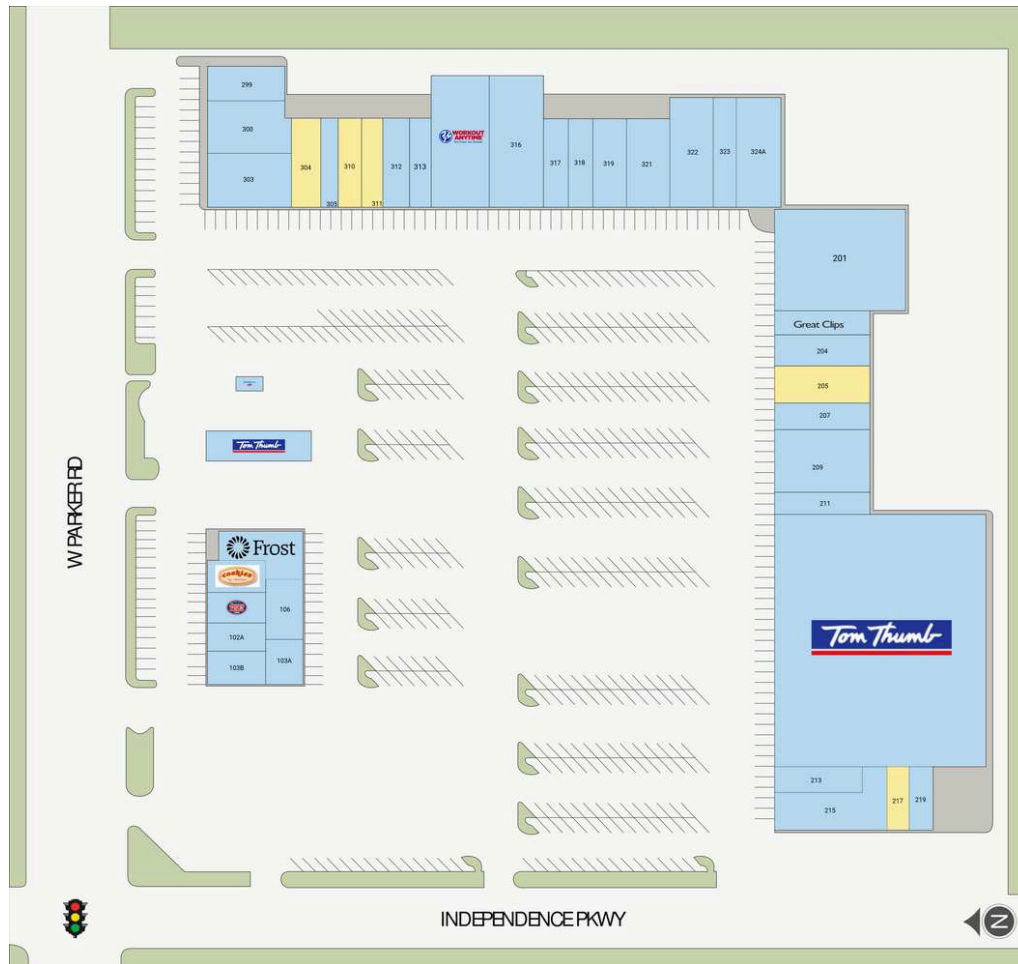 299
300
303
304
305
310
311
312
313
WORKOUT
ANYTIME
316
317
318
319
321
322
323
324A
201
Great Clips
204
205
207
209
211
Tom Thumb
Tom Thumb
Frost
cookies
106
102A
103B
103A
213
215
217
219
W PARKER RD
INDEPENDENCE PKWY
N